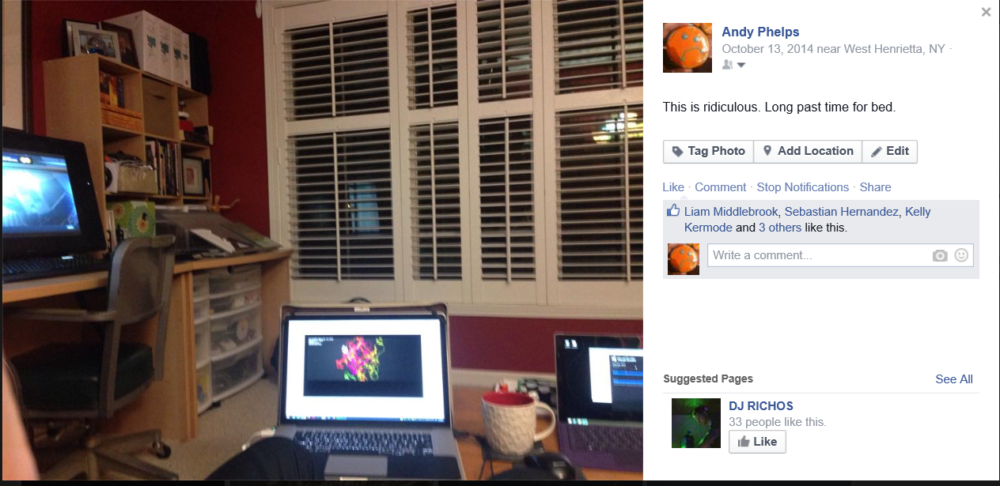 Andy Phelps
October 13, 2014 near West Henrietta, NY ·
This is ridiculous. Long past time for bed.
Tag Photo
Add Location
Edit
Like · Comment · Stop Notifications · Share
Liam Middlebrook, Sebastian Hernandez, Kelly
Kermode and 3 others like this.
Write a comment...
Suggested Pages
See All
DJ RICHOS
33 people like this.
Like